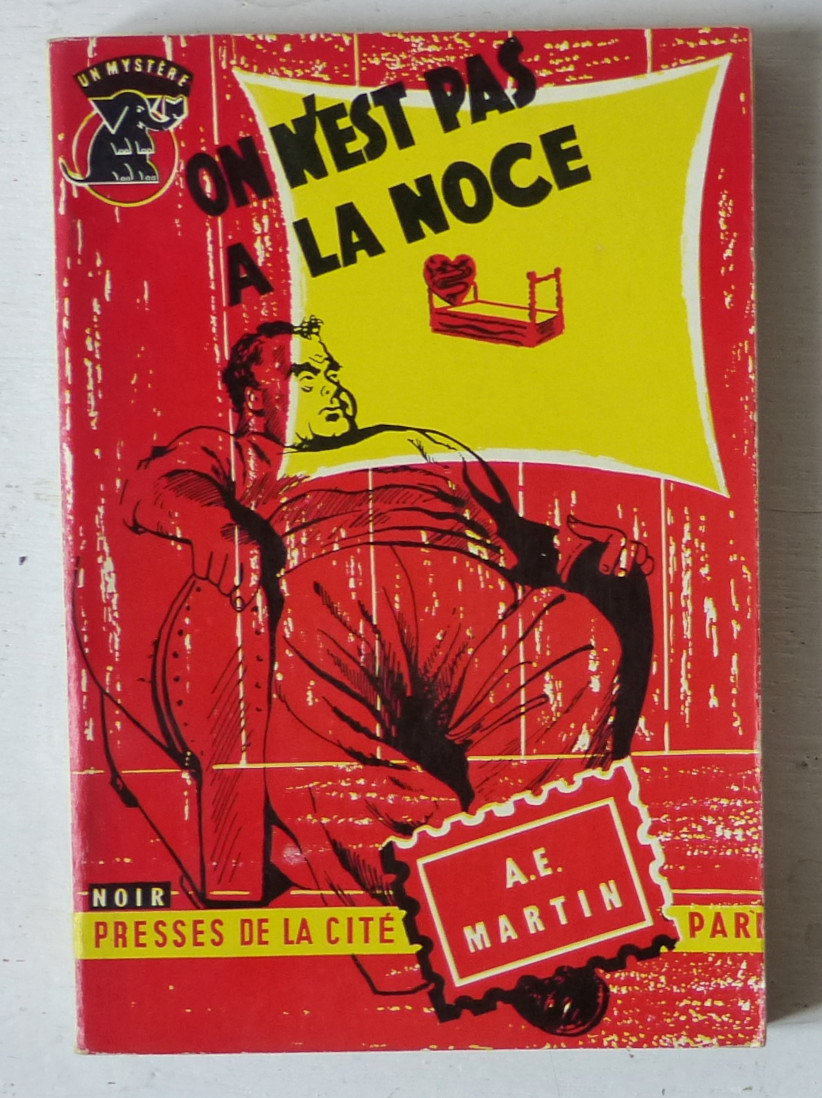 UN MYSTÈRE
ON N'EST PAS
A LA NOCE
A.E.
MARTIN
NOIR
PRESSES DE LA CITÉ PARI